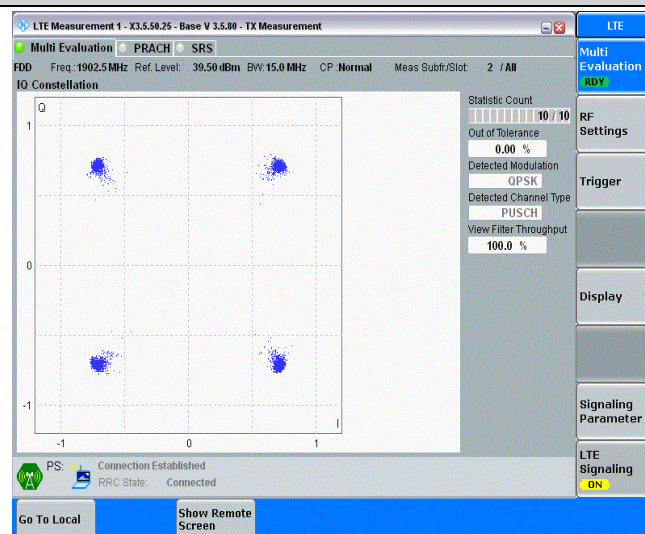 LTE Measurement 1 - X3.5.50.25 - Base V 3.5.80 - TX Measurement
LTE
Multi Evaluation PRACH SRS
FDD Freq.: 1902.5 MHz Ref. Level: 39.50 dBm BW: 15.0 MHz CP : Normal Meas Subfr./Slot: 2 / All
IQ Constellation
Q
1
0
-1
I
-1 0 1
Statistic Count
10 / 10
Out of Tolerance
0.00 %
Detected Modulation
QPSK
Detected Channel Type
PUSCH
View Filter Throughput
100.0 %
Multi
Evaluation
RDY
RF
Settings
Trigger
Display
Signaling
Parameter
LTE
Signaling
ON
PS: Connection Established
RRC State: Connected
Go To Local
Show Remote
Screen